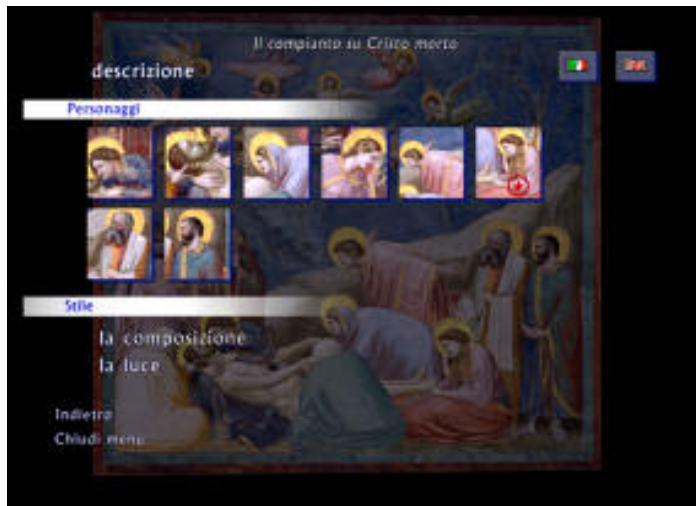 Il compianto su Cristo morto
descrizione
Personaggi
Stile
la composizione
la luce
Indietro
Chiudi menu